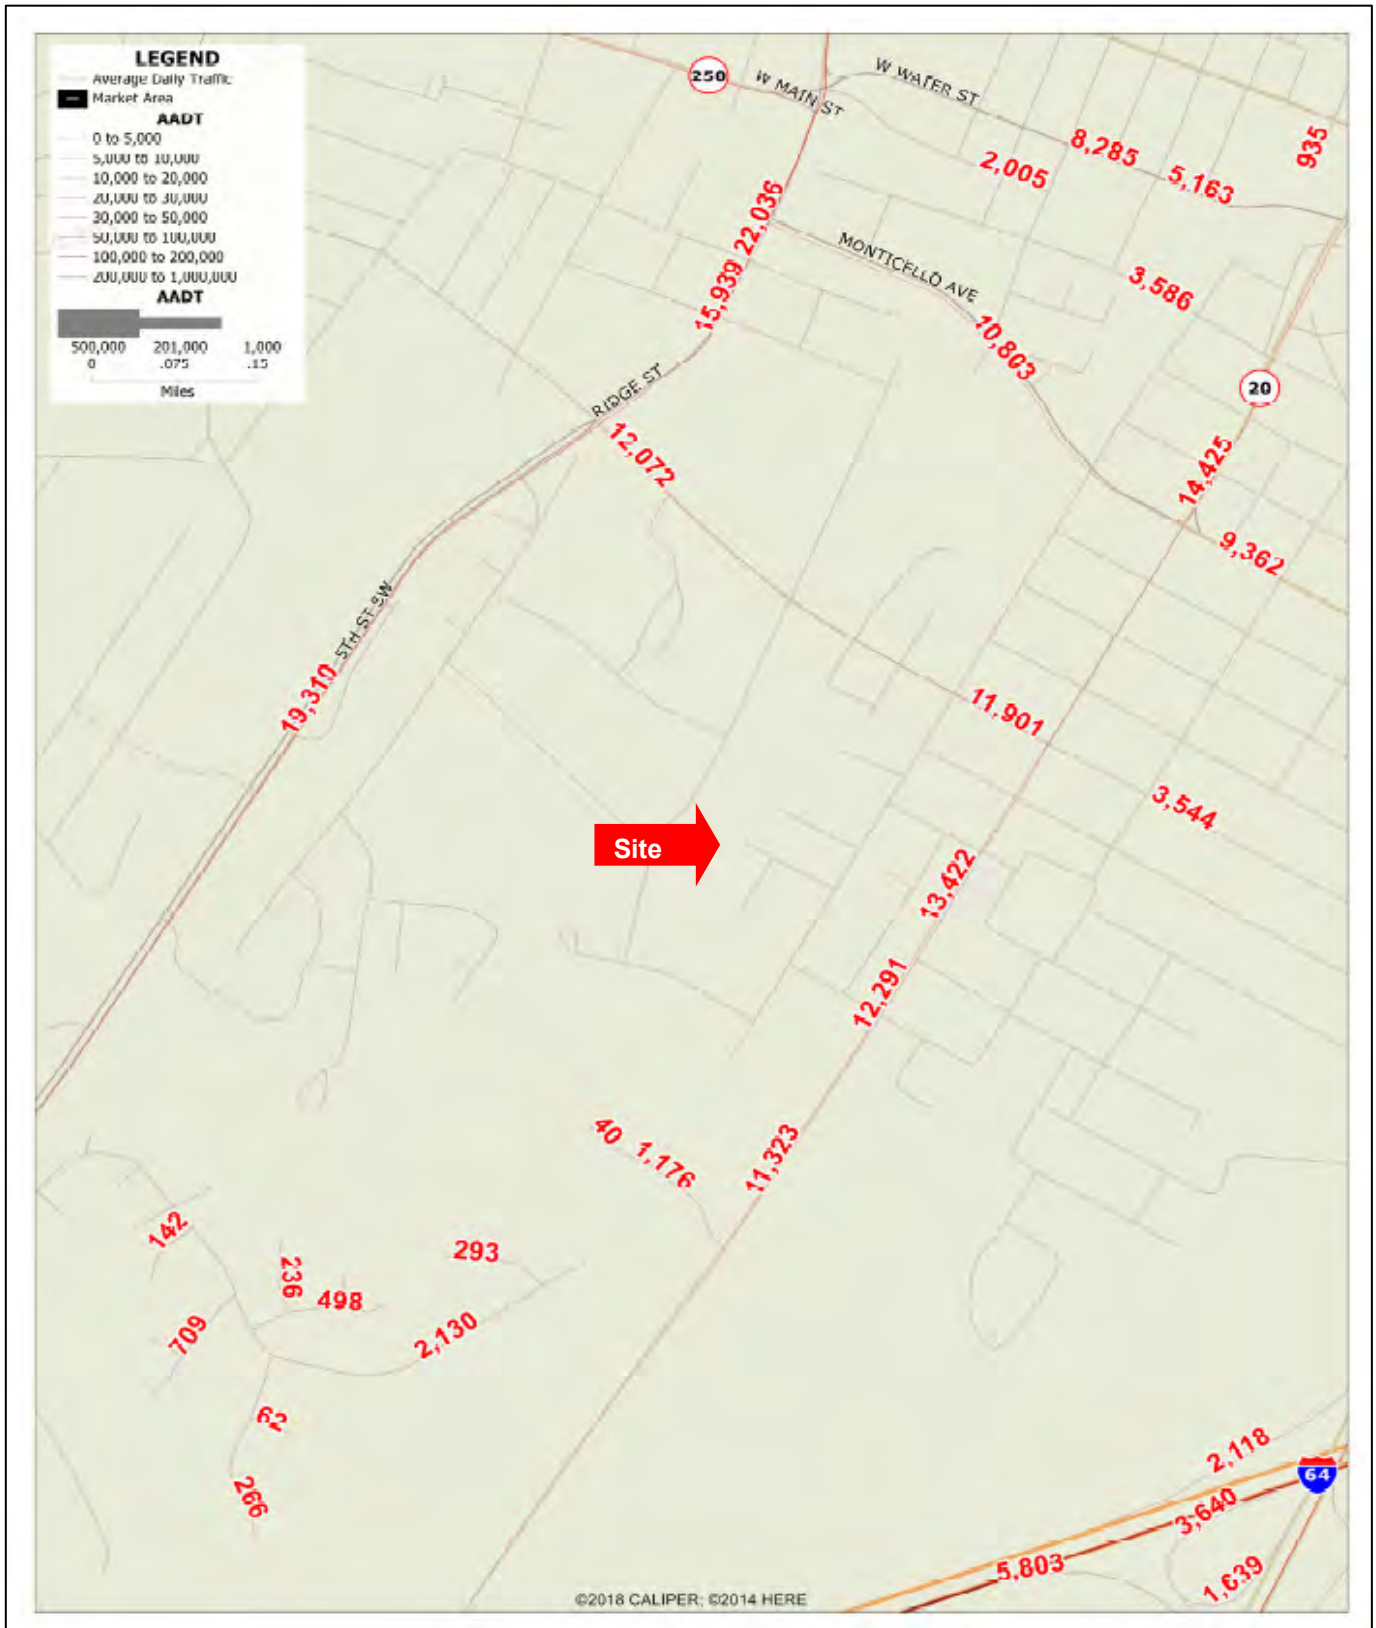 LEGEND
Average Daily Traffic
Market Area
AADT
0 to 5,000
5,000 to 10,000
10,000 to 20,000
20,000 to 30,000
30,000 to 50,000
50,000 to 100,000
100,000 to 200,000
200,000 to 1,000,000
AADT
500,000 201,000 1,000
0 .075 .15
Miles
250
W MAIN ST
W WATER ST
8,285
935
2,005
5,163
22,036
MONTICELLO AVE
3,586
15,939
10,803
RIDGE ST
20
12,072
14,425
9,362
5TH ST SW
19,310
11,901
3,544
Site
13,422
12,291
40
1,176
11,323
142
293
236
498
709
2,130
62
266
2,118
64
3,640
5,803
1,639
©2018 CALIPER; ©2014 HERE